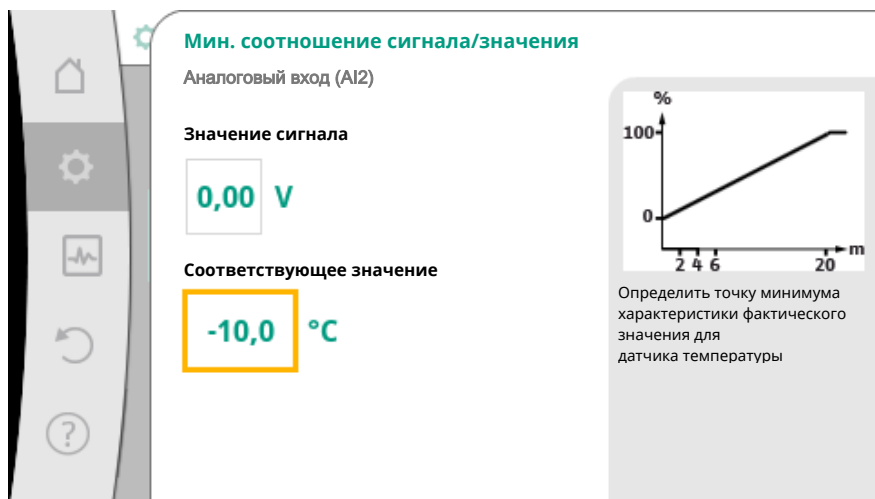 Мин. соотношение сигнала/значения
Аналоговый вход (AI2)
Значение сигнала
0,00 V
Соответствующее значение
-10,0 °C
%
100
0
2 4 6 20
m
Определить точку минимума
характеристики фактического
значения для
датчика температуры
?